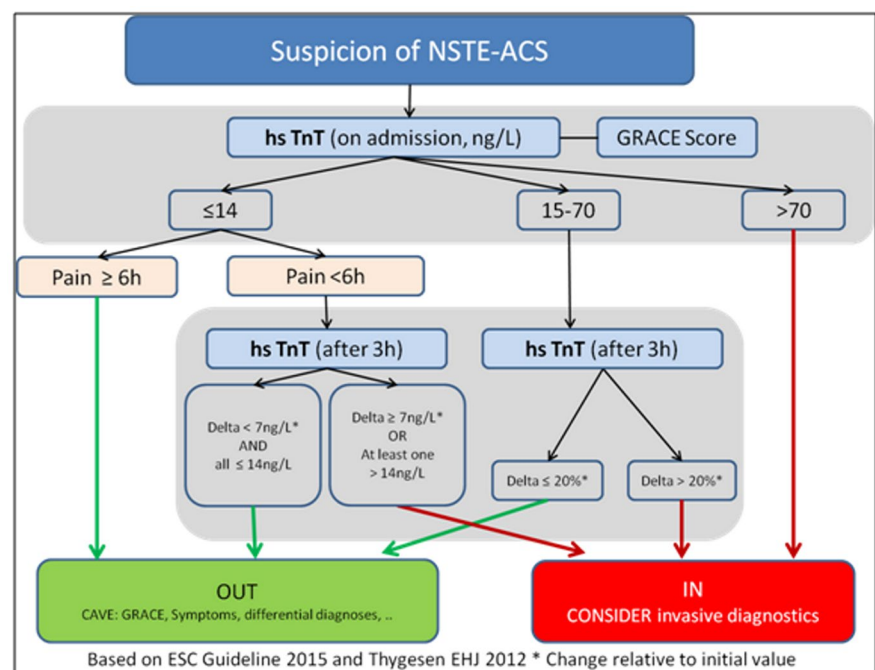 Suspicion of NSTE-ACS
hs TnT (on admission, ng/L)
GRACE Score
≤14
15-70
>70
Pain ≥ 6h
Pain <6h
hs TnT (after 3h)
hs TnT (after 3h)
Delta < 7ng/L*
AND
all ≤ 14ng/L
Delta ≥ 7ng/L*
OR
At least one
> 14ng/L
Delta ≤ 20%*
Delta > 20%*
OUT
CAVE: GRACE, Symptoms, differential diagnoses, ..
IN
CONSIDER invasive diagnostics
Based on ESC Guideline 2015 and Thygesen EHJ 2012 * Change relative to initial value